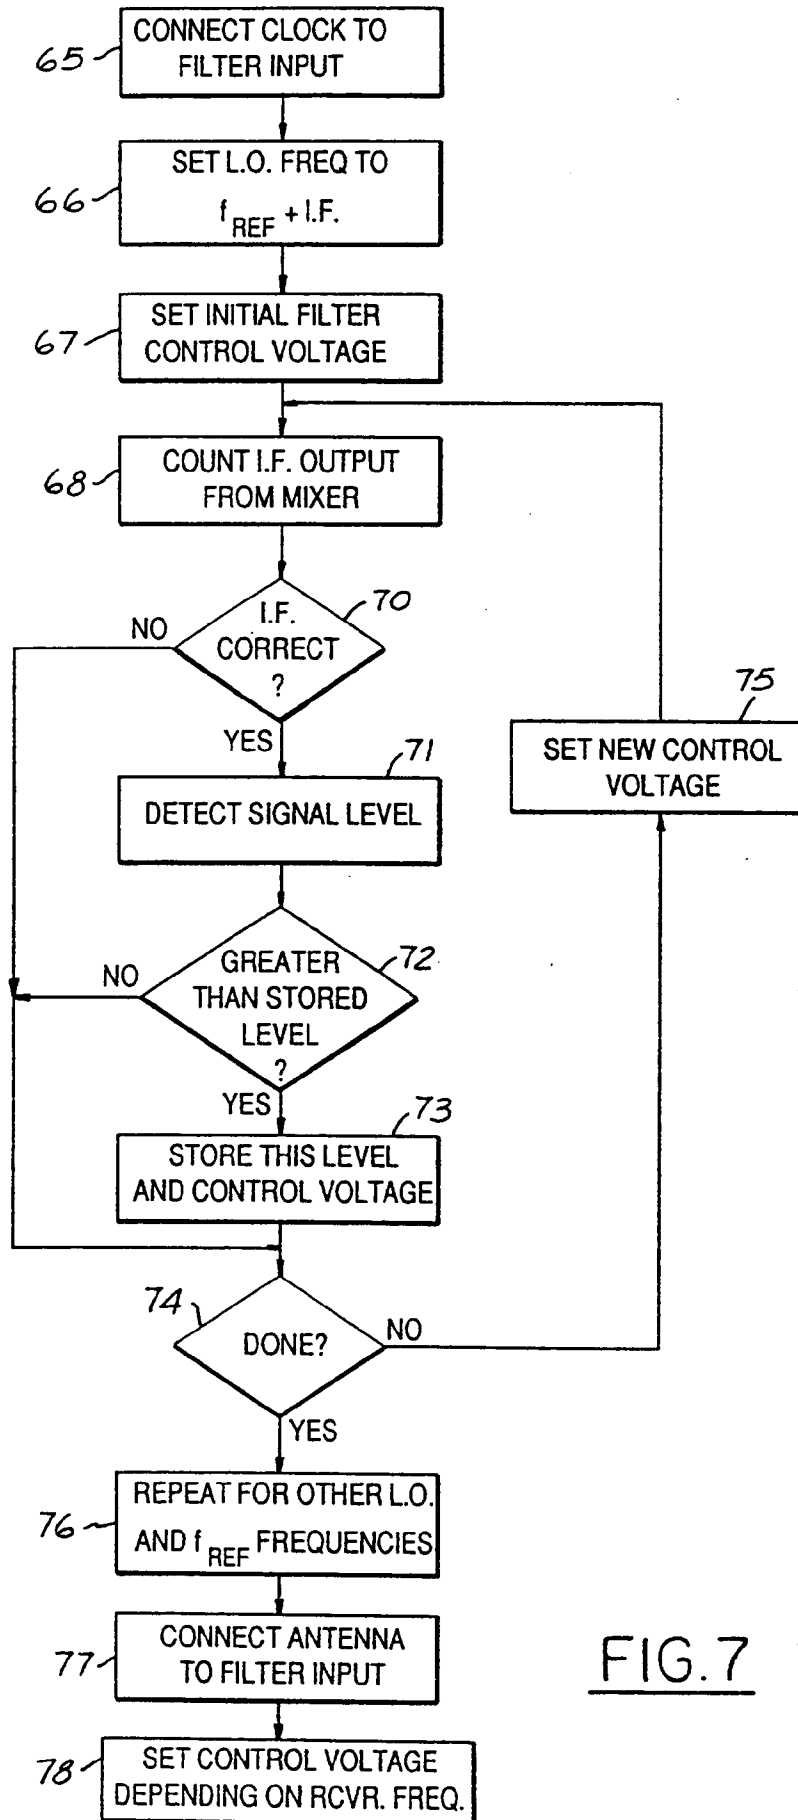 65
CONNECT CLOCK TO
FILTER INPUT
66
SET L.O. FREQ TO
f REF + I.F.
67
SET INITIAL FILTER
CONTROL VOLTAGE
68
COUNT I.F. OUTPUT
FROM MIXER
70
I.F.
CORRECT
?
NO
YES
71
DETECT SIGNAL LEVEL
75
SET NEW CONTROL
VOLTAGE
72
GREATER
THAN STORED
LEVEL
?
NO
YES
73
STORE THIS LEVEL
AND CONTROL VOLTAGE
74
DONE?
NO
YES
76
REPEAT FOR OTHER L.O.
AND f REF FREQUENCIES
77
CONNECT ANTENNA
TO FILTER INPUT
78
SET CONTROL VOLTAGE
DEPENDING ON RCVR. FREQ.
FIG. 7